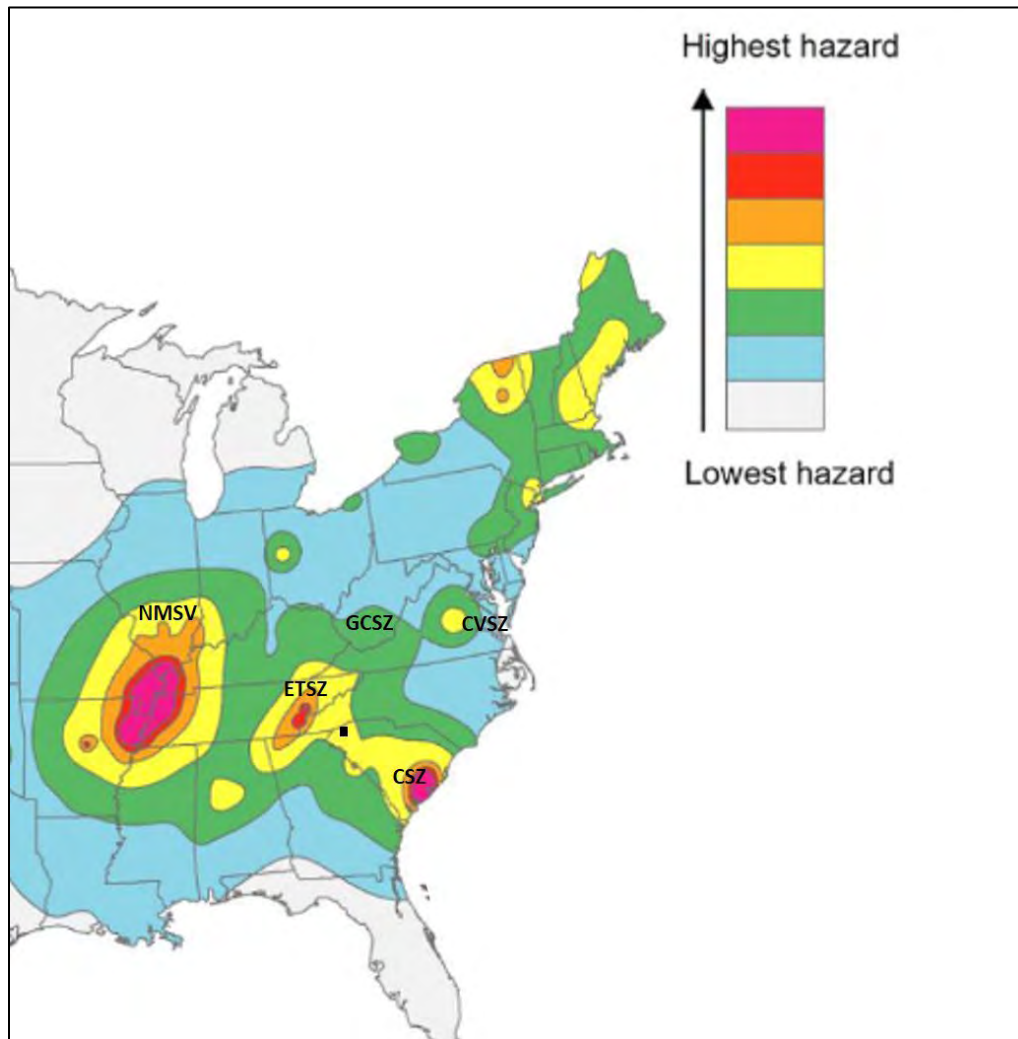 Highest hazard
Lowest hazard
NMSV
GCSZ
CVSZ
ETSZ
CSZ